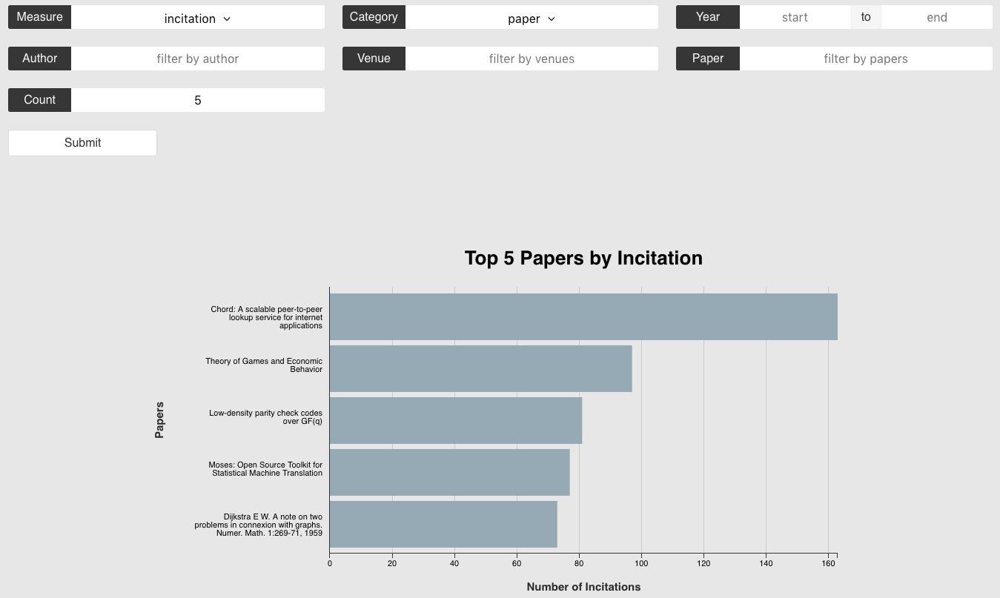 Measure
incitation
Category
paper
Year
start
to
end
Author
filter by author
Venue
filter by venues
Paper
filter by papers
Count
5
Submit
Top 5 Papers by Incitation
Chord: A scalable peer-to-peer
lookup service for internet
applications
Theory of Games and Economic
Behavior
Low-density parity check codes
over GF(q)
Moses: Open Source Toolkit for
Statistical Machine Translation
Dijkstra E W. A note on two
problems in connexion with graphs.
Numer. Math. 1:269-71, 1959
Papers
0 20 40 60 80 100 120 140 160
Number of Incitations